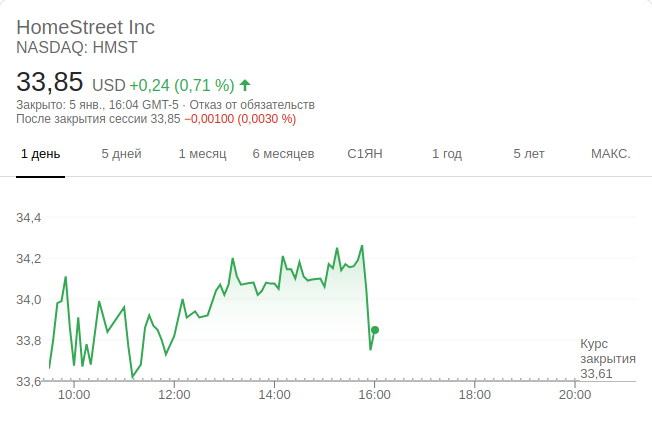 HomeStreet Inc
NASDAQ: HMST
33,85 USD +0,24 (0,71 %)
Закрыто: 5 янв., 16:04 GMT-5 · Отказ от обязательств
После закрытия сессии 33,85 −0,00100 (0,0030 %)
1 день 5 дней 1 месяц 6 месяцев С1ЯН 1 год 5 лет МАКС.
34,4
34,2
34,0
33,8
33,6
Курс
закрытия
33,61
10:00 12:00 14:00 16:00 18:00 20:00